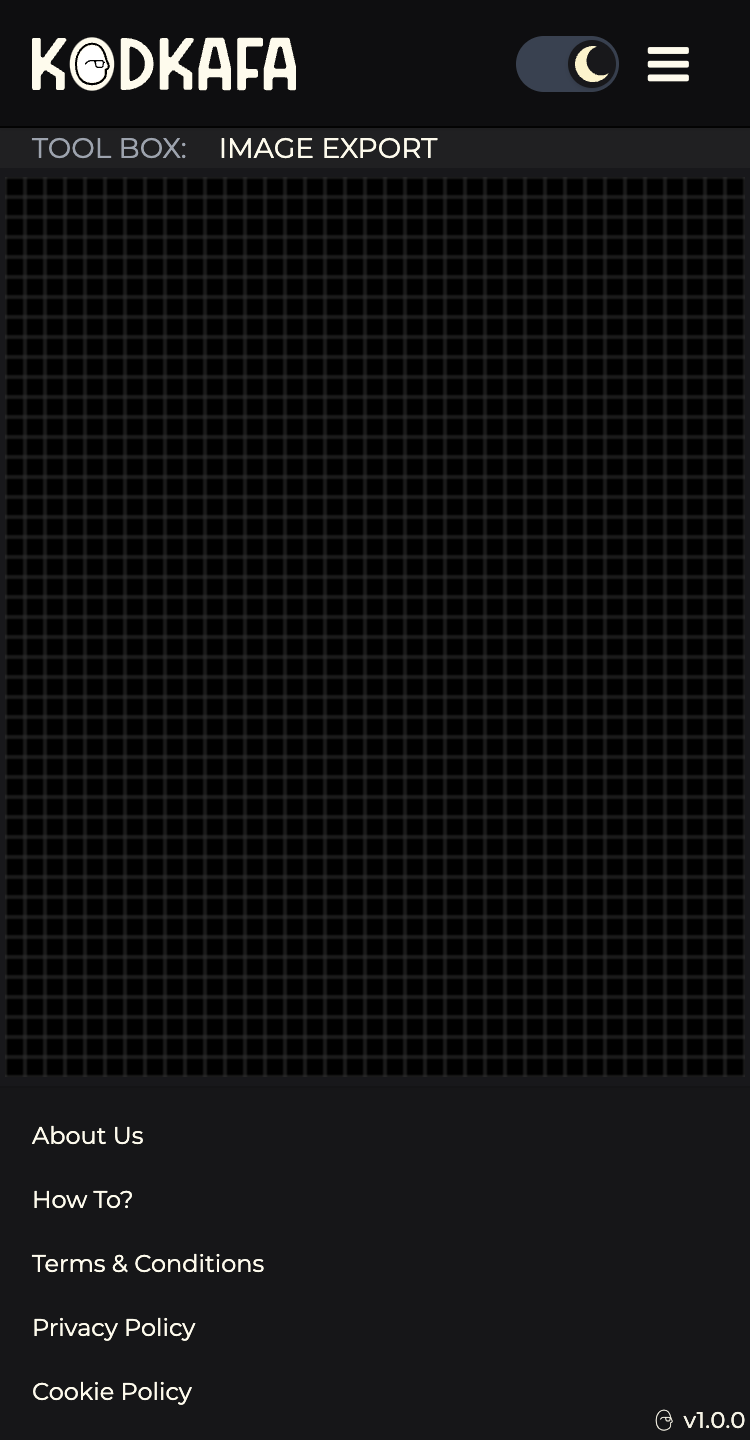 KODKAFA
TOOL BOX: IMAGE EXPORT
About Us
How To?
Terms & Conditions
Privacy Policy
Cookie Policy
v1.0.0